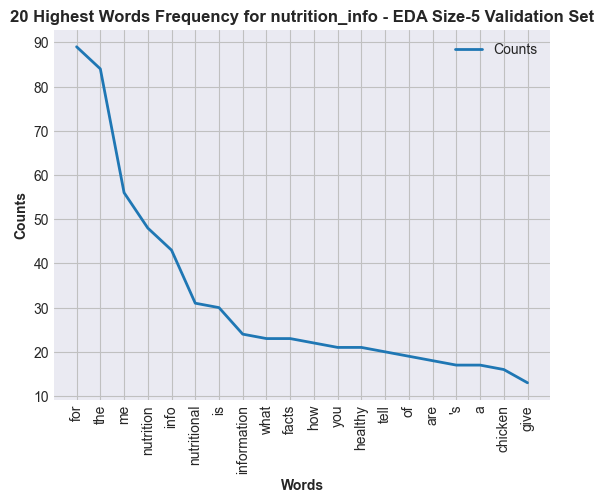 20 Highest Words Frequency for nutrition_info - EDA Size-5 Validation Set
Counts
90
80
70
60
50
40
30
20
10
Counts
for
the
me
nutrition
info
nutritional
is
information
what
facts
how
you
healthy
tell
of
are
's
a
chicken
give
Words